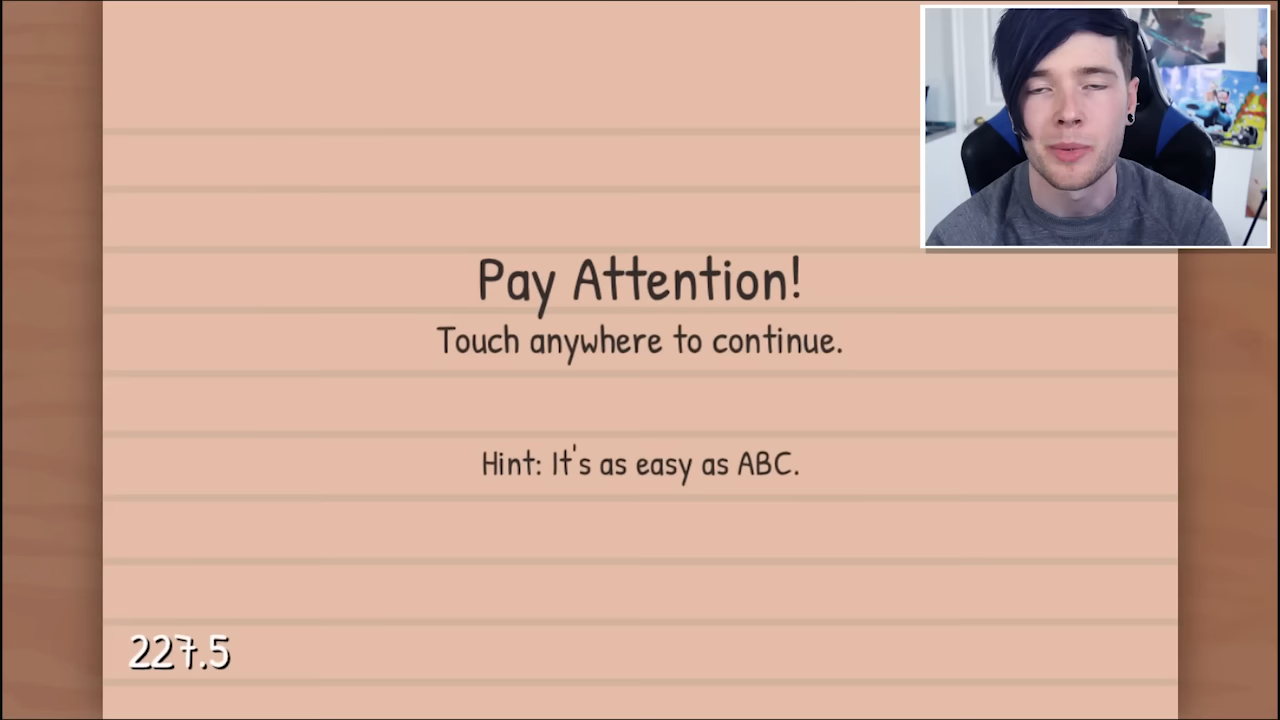 Pay Attention!
Touch anywhere to continue.
Hint: It's as easy as ABC.
227.5